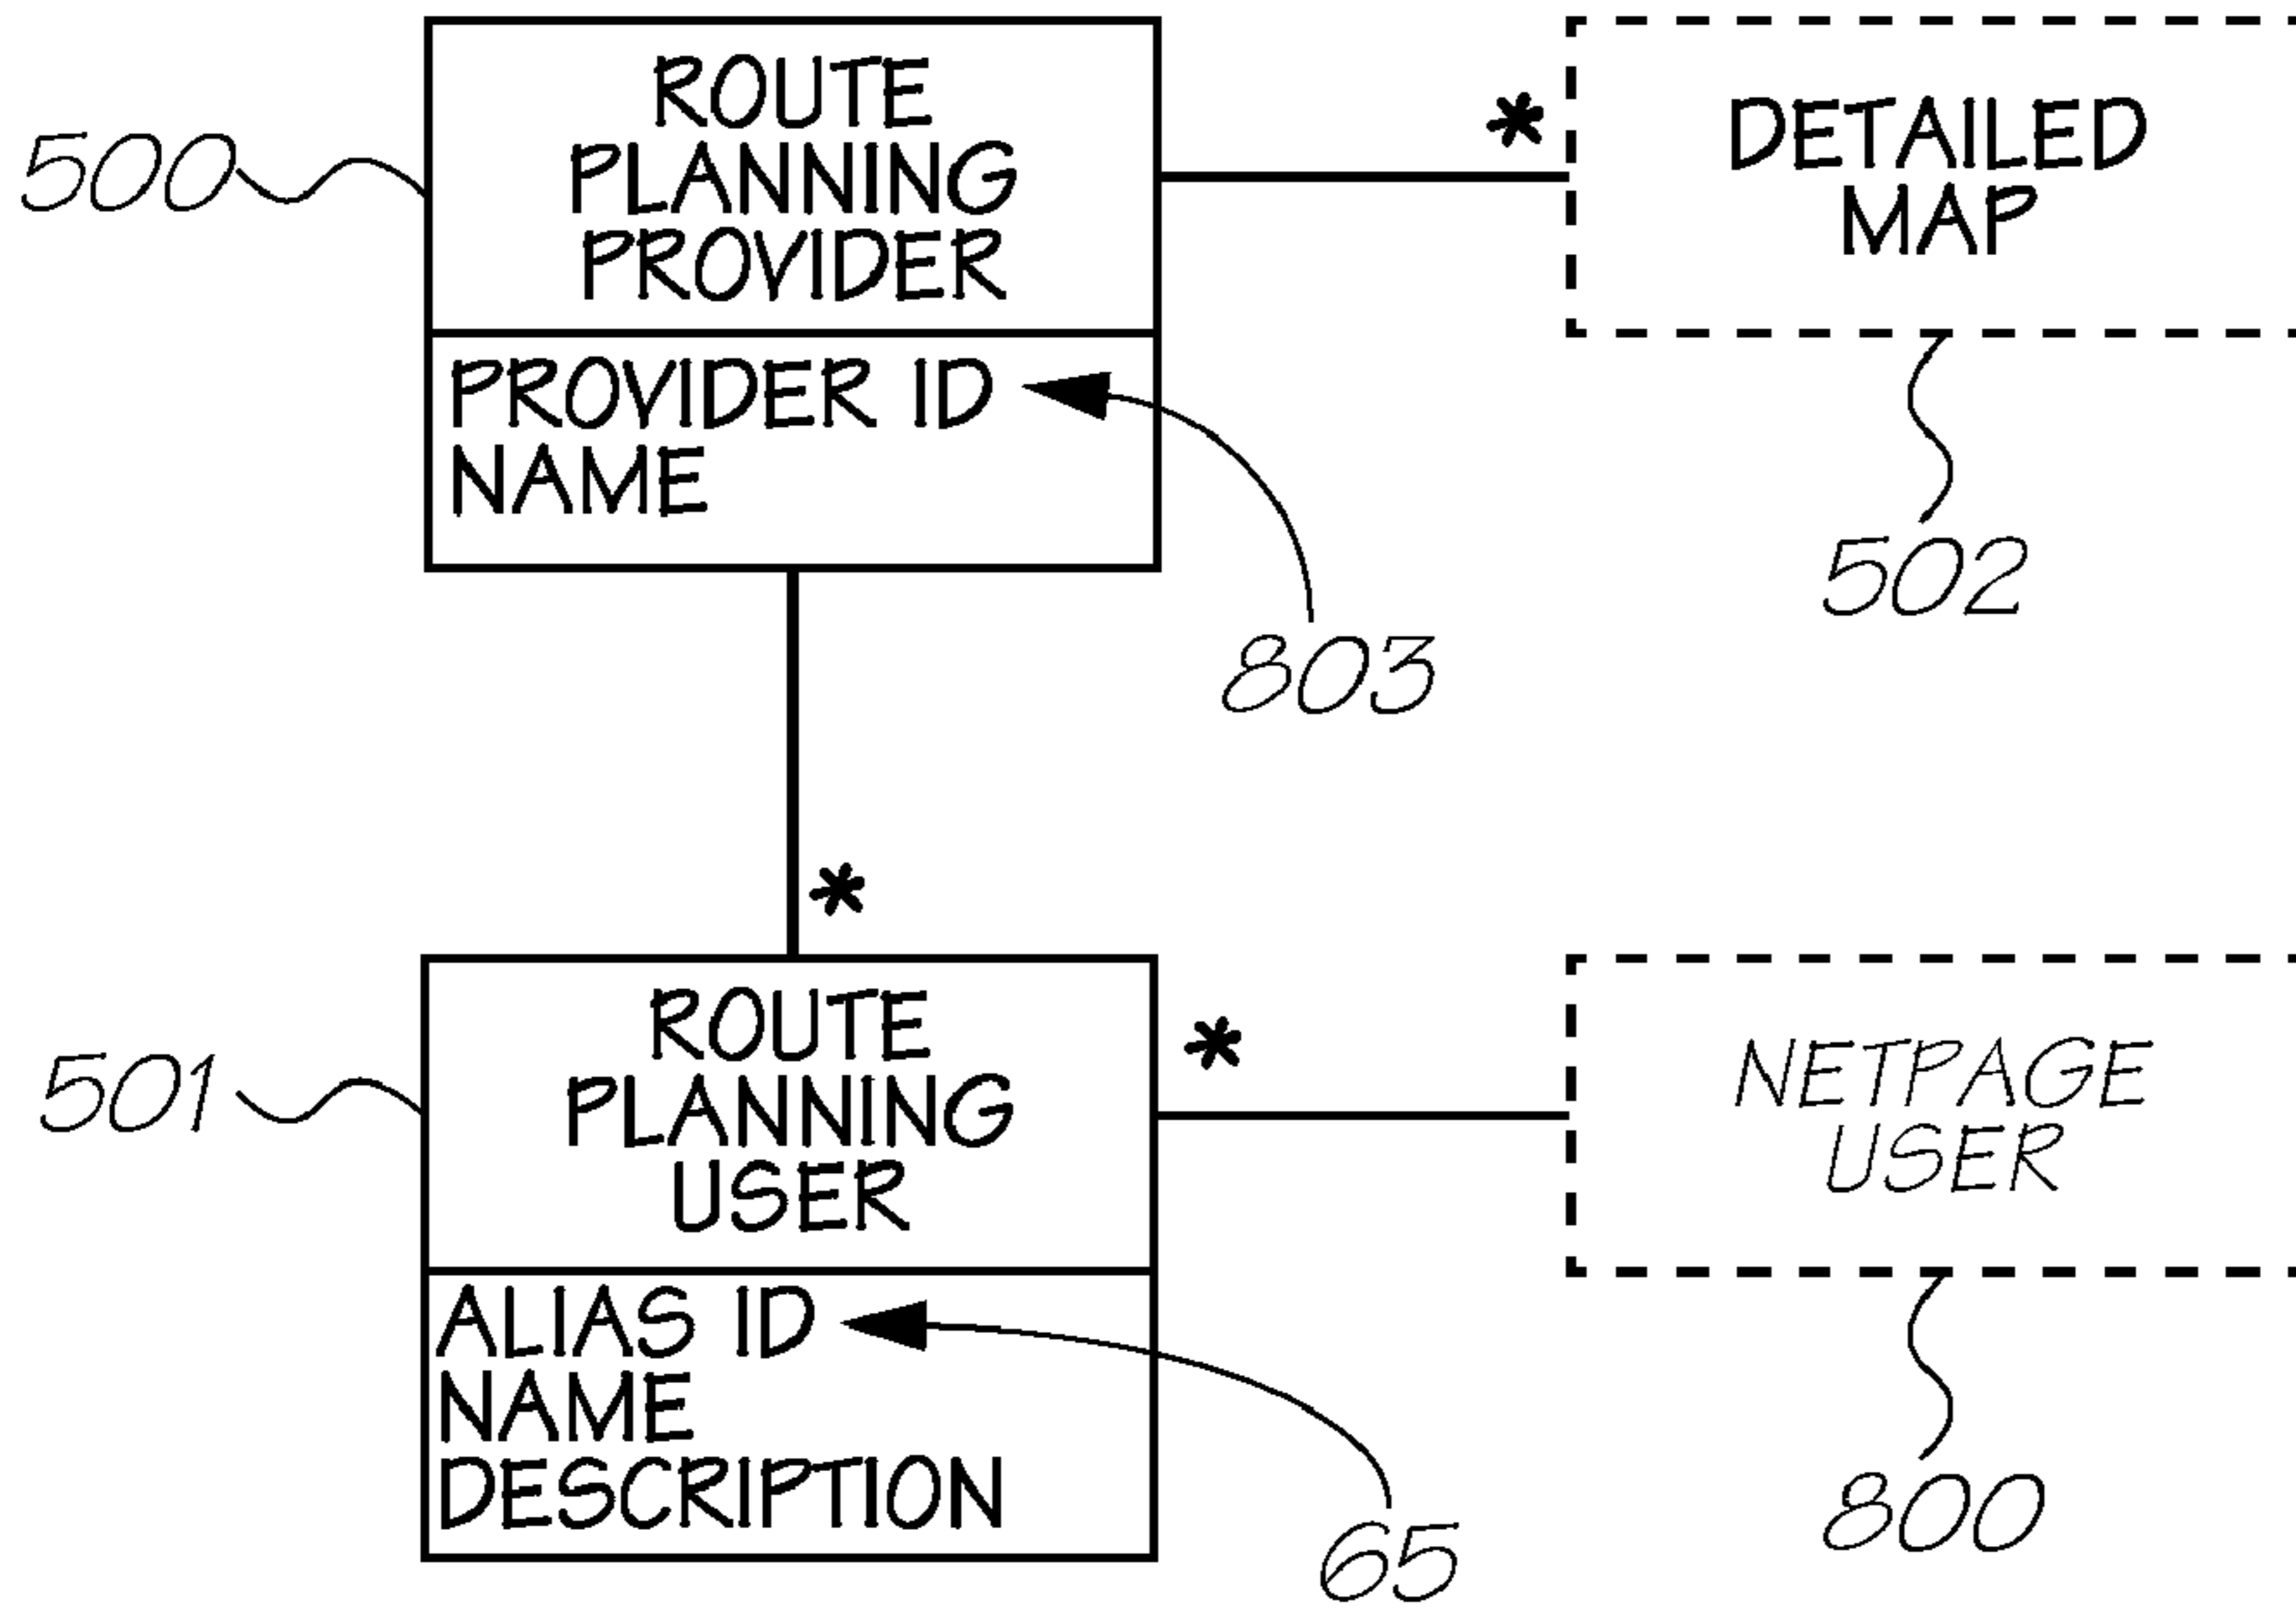 500
ROUTE
PLANNING
PROVIDER
*
DETAILED
MAP
PROVIDER ID
NAME
803
502
*
501
ROUTE
PLANNING
USER
*
NETPAGE
USER
ALIAS ID
NAME
DESCRIPTION
65
800